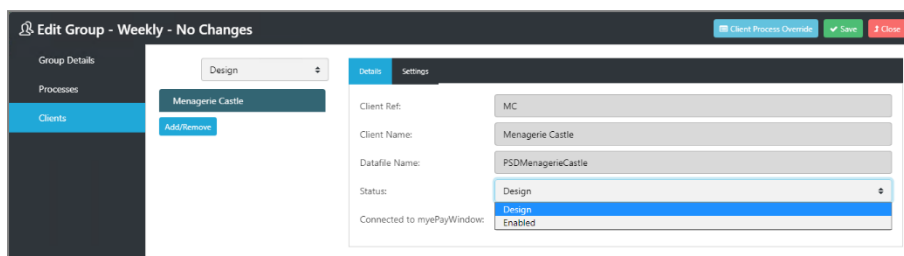 Edit Group - Weekly - No Changes
Client Process Override
Save
Close
Group Details
Processes
Clients
Design
Menagerie Castle
Add/Remove
Details
Settings
Client Ref:
MC
Client Name:
Menagerie Castle
Datafile Name:
PSDMenagerieCastle
Status:
Design
Design
Enabled
Connected to myePayWindow: